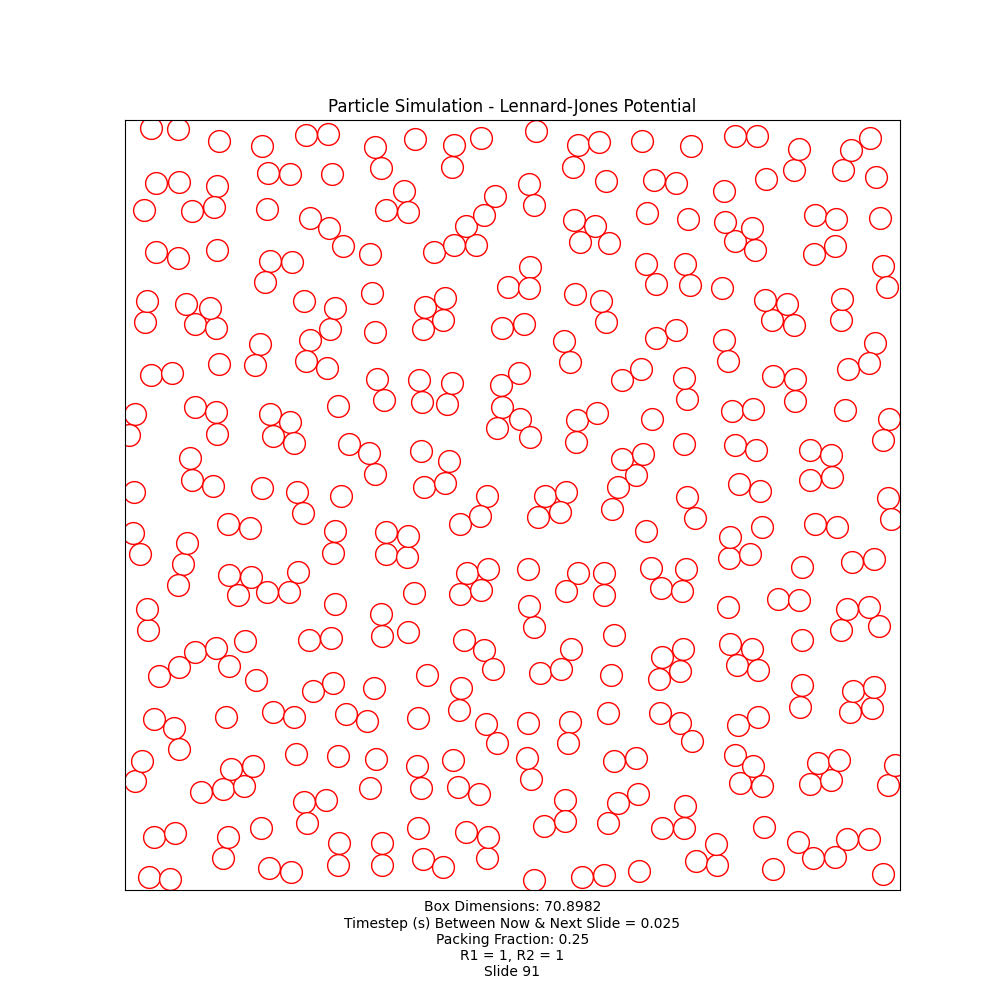 Particle Simulation - Lennard-Jones Potential
Box Dimensions: 70.8982
Timestep (s) Between Now & Next Slide = 0.025
Packing Fraction: 0.25
R1 = 1, R2 = 1
Slide 91